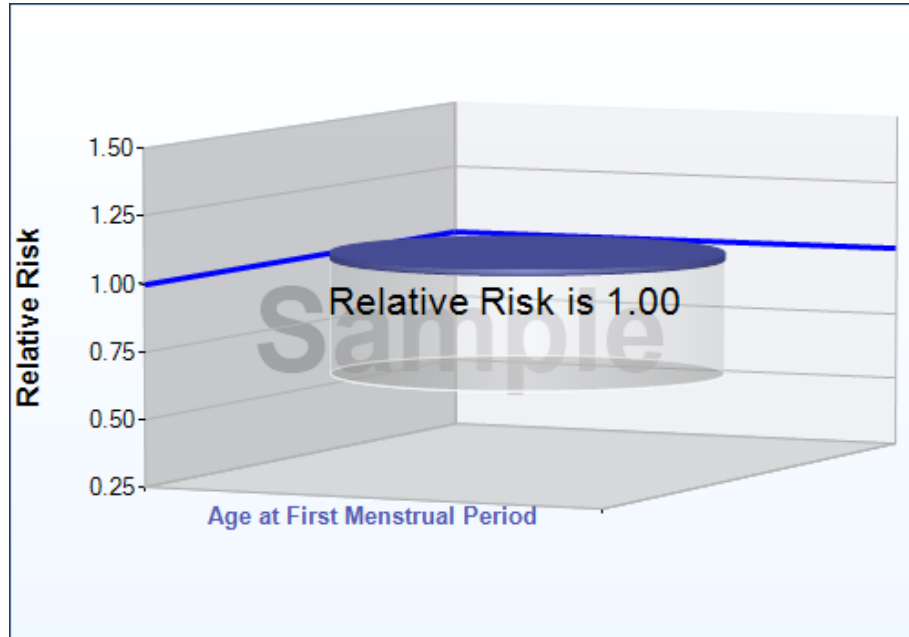 1.50
1.25
1.00
0.75
0.50
0.25
Relative Risk
Sample
Relative Risk is 1.00
Age at First Menstrual Period